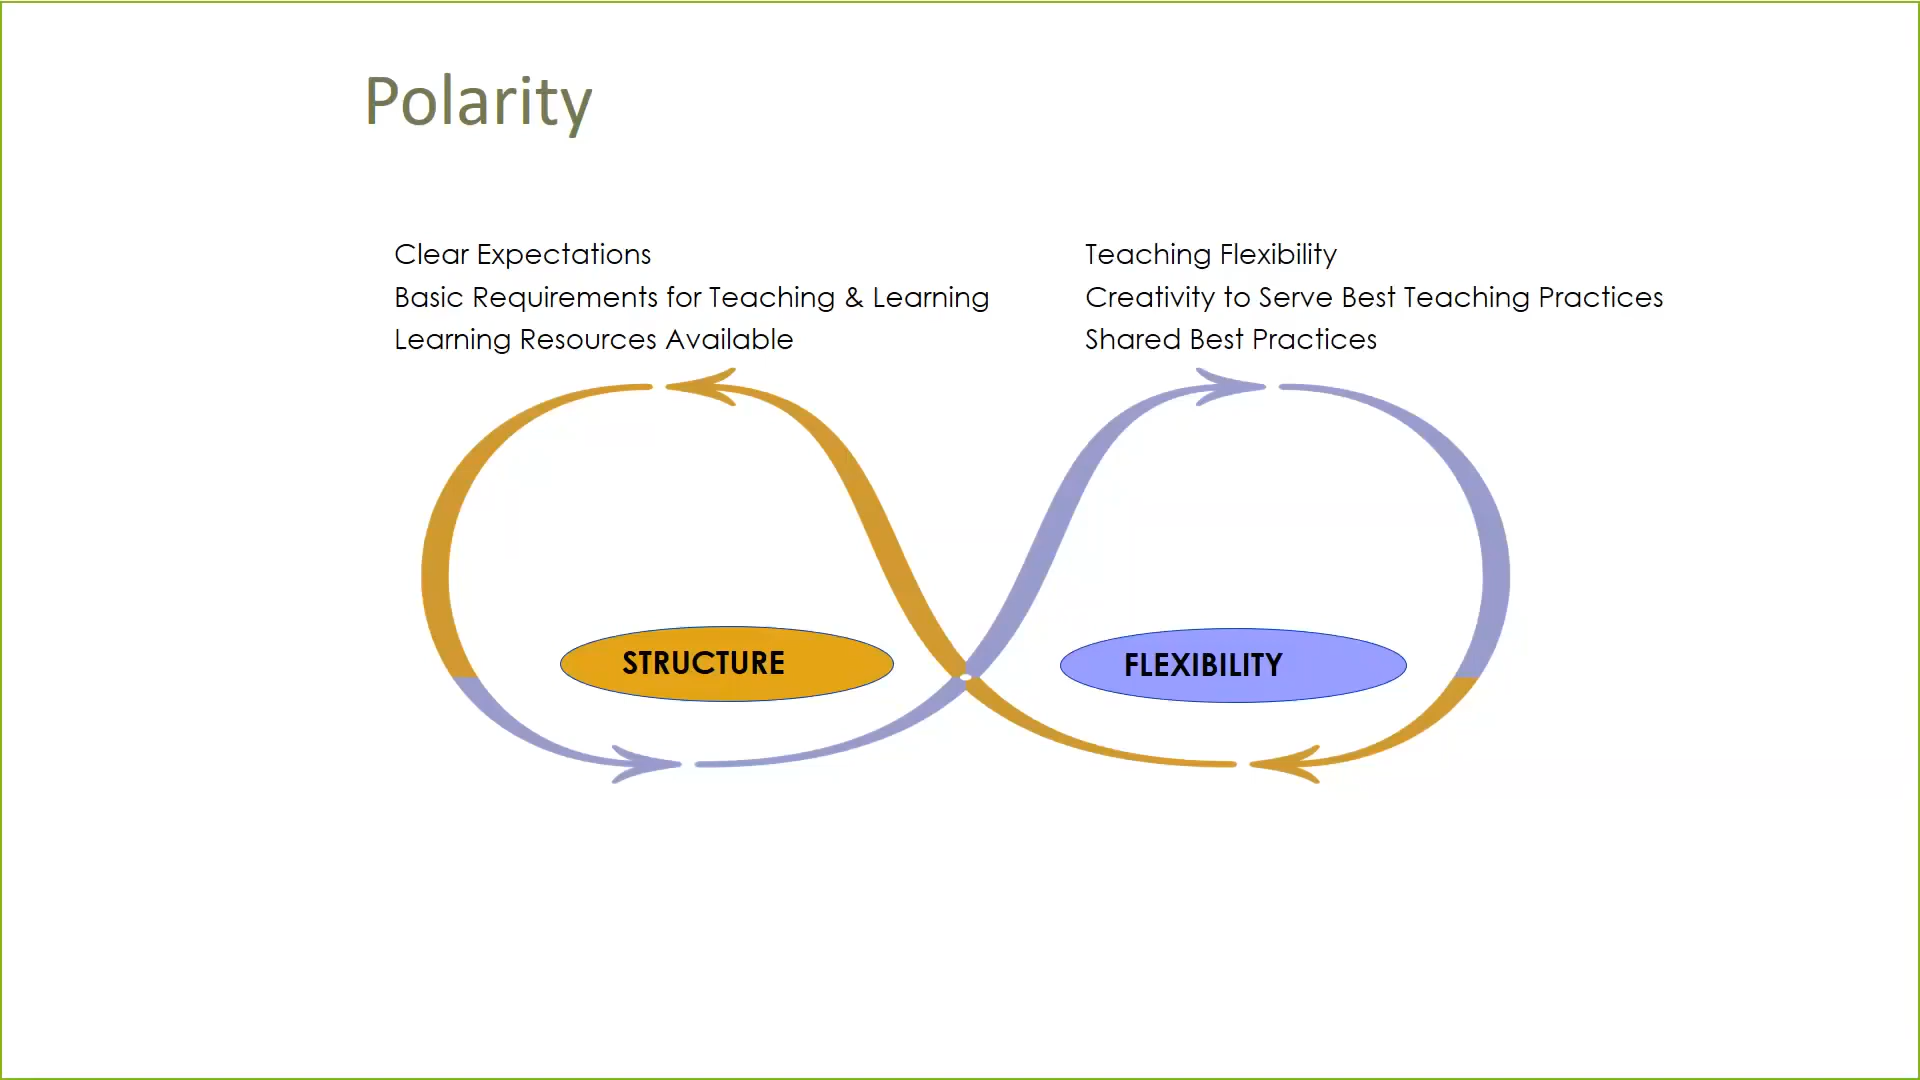 Polarity
Clear Expectations
Basic Requirements for Teaching & Learning
Learning Resources Available
Teaching Flexibility
Creativity to Serve Best Teaching Practices
Shared Best Practices
STRUCTURE
FLEXIBILITY